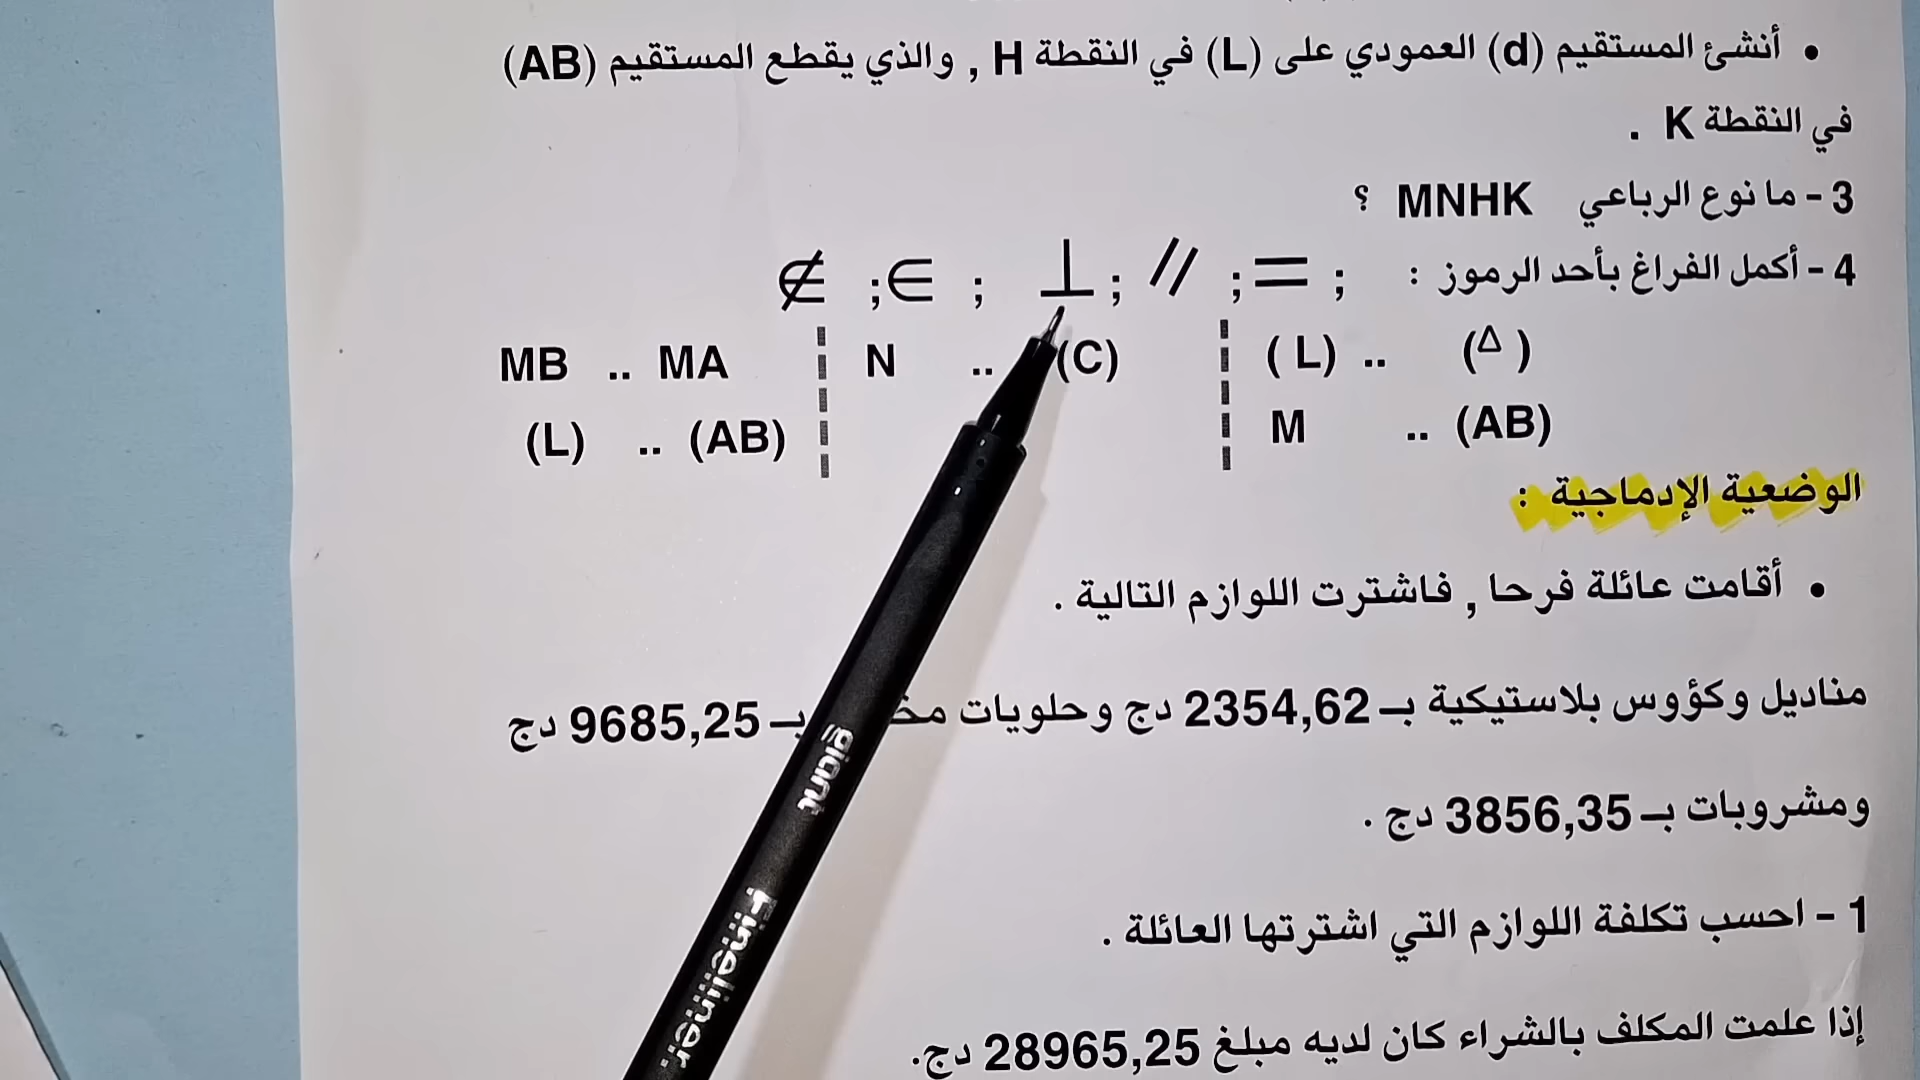 • أنشئ المستقيم (d) العمودي على (L) في النقطة H , والذي يقطع المستقيم (AB)
في النقطة K .
3 - ما نوع الرباعي MNHK ؟
4 - أكمل الفراغ بأحد الرموز : ; = ; // ; ⊥ ; ∈; ∉
MB .. MA N .. (C) ( L) .. (Δ )
(L) .. (AB) M .. (AB)
الوضعية الإدماجية :
• أقامت عائلة فرحا , فاشترت اللوازم التالية .
مناديل وكؤوس بلاستيكية بـ 2354,62 دج وحلويات بـ 9685,25 دج
ومشروبات بـ 3856,35 دج .
1 - احسب تكلفة اللوازم التي اشترتها العائلة .
إذا علمت المكلف بالشراء كان لديه مبلغ 28965,25 دج.
giant
Fineliner